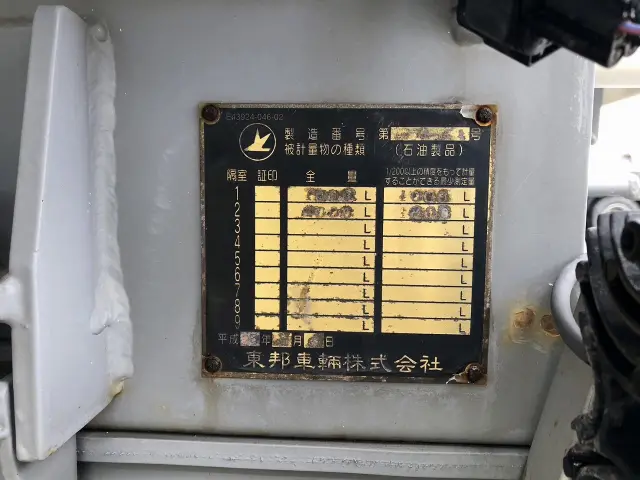 製造番号 第 号
被計量物の種類 (石油製品)
隔室 証印 全量 1/200以上の精度をもって計量することができる最少測定量
1 L L
2 L L
3 L L
4 L L
5 L L
6 L L
7 L L
8 L L
9 L L
平成 年 月 日
東邦車輛株式会社